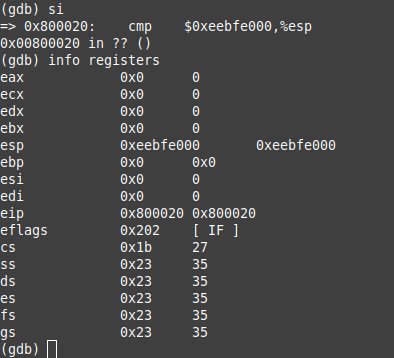 (gdb) si
=> 0x800020: cmp $0xeebfe000,%esp
0x00800020 in ?? ()
(gdb) info registers
eax 0x0 0
ecx 0x0 0
edx 0x0 0
ebx 0x0 0
esp 0xeebfe000 0xeebfe000
ebp 0x0 0x0
esi 0x0 0
edi 0x0 0
eip 0x800020 0x800020
eflags 0x202 [ IF ]
cs 0x1b 27
ss 0x23 35
ds 0x23 35
es 0x23 35
fs 0x23 35
gs 0x23 35
(gdb)